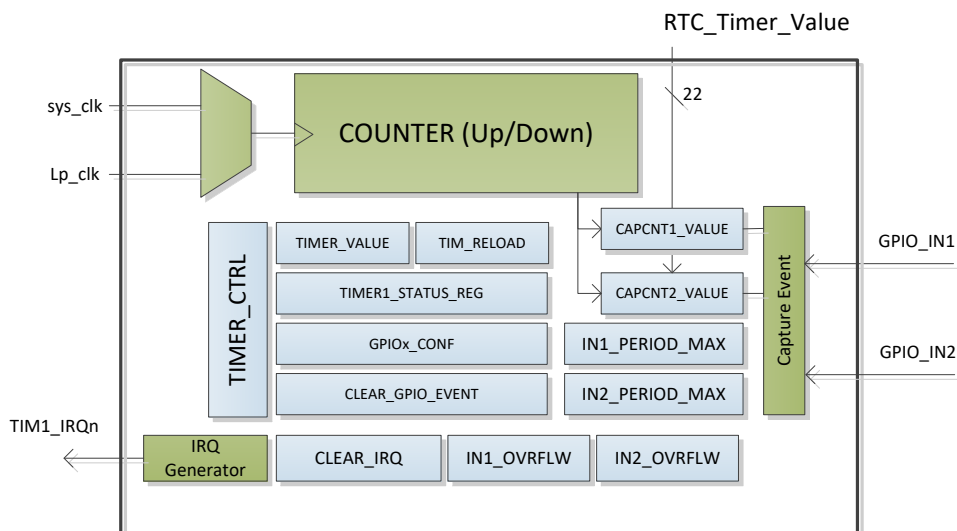 RTC_Timer_Value
22
sys_clk
COUNTER (Up/Down)
Lp_clk
TIMER_CTRL
TIMER_VALUE
TIM_RELOAD
CAPCNT1_VALUE
Capture Event
GPIO_IN1
TIMER1_STATUS_REG
CAPCNT2_VALUE
GPIOx_CONF
IN1_PERIOD_MAX
GPIO_IN2
CLEAR_GPIO_EVENT
IN2_PERIOD_MAX
TIM1_IRQn
IRQ
Generator
CLEAR_IRQ
IN1_OVRFLW
IN2_OVRFLW